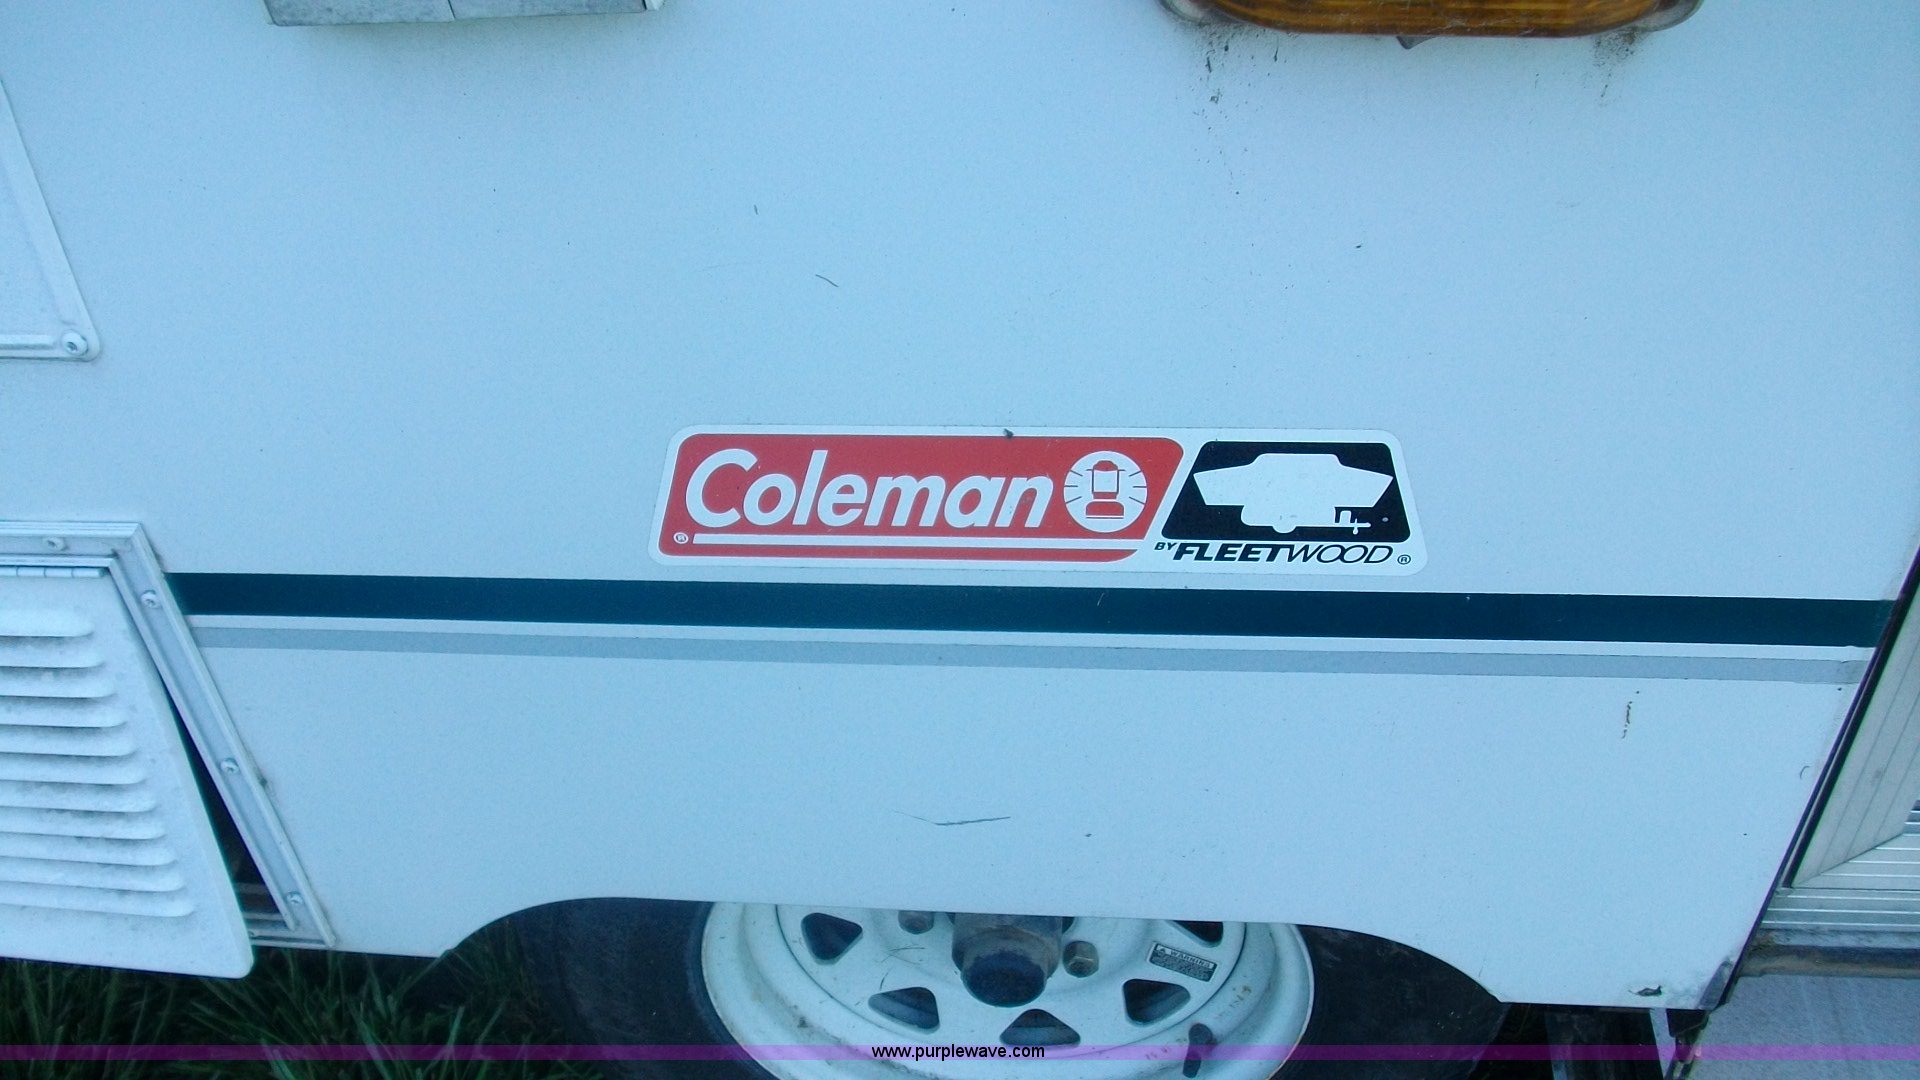 Coleman
®
BY FLEETWOOD ®
WARNING
www.purplewave.com